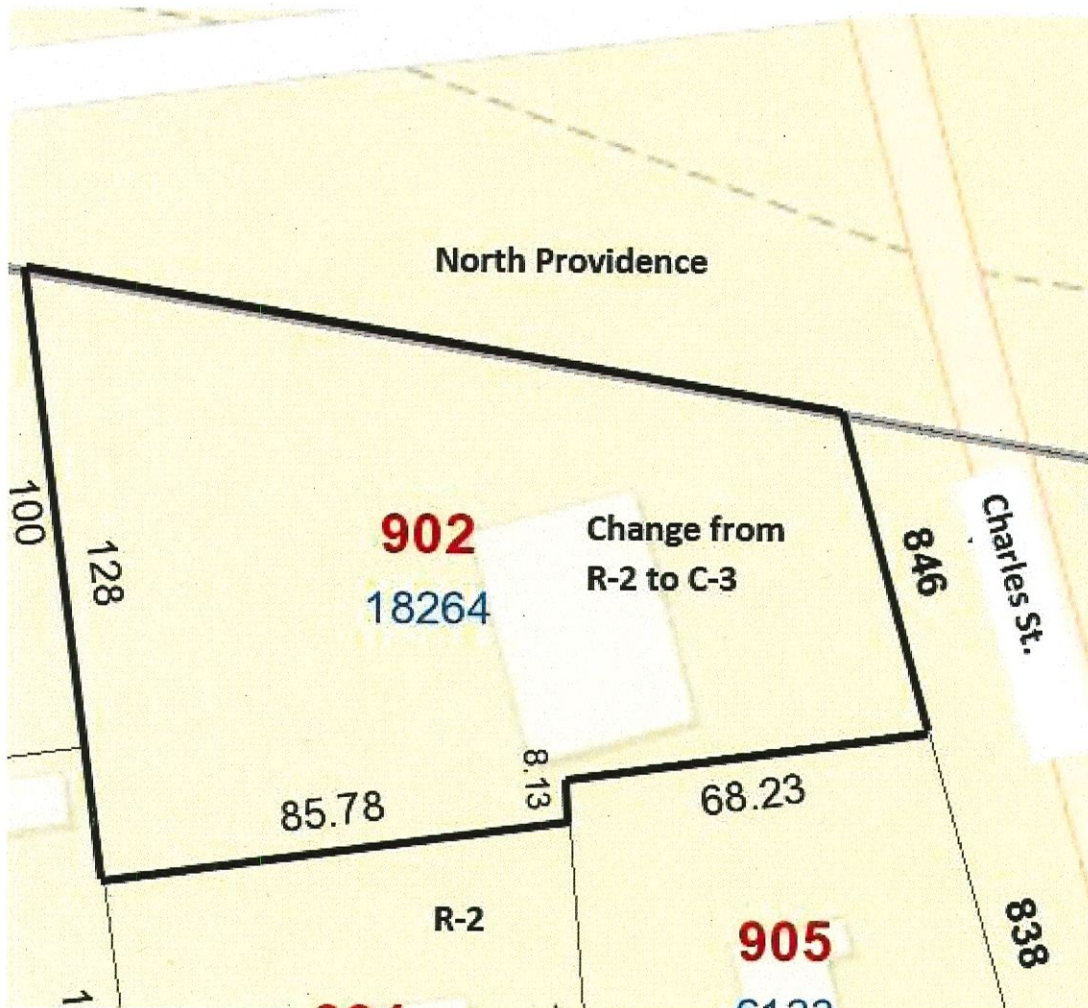 North Providence
100
128
902
18264
Change from
R-2 to C-3
846
Charles St.
8.13
85.78
68.23
R-2
905
838